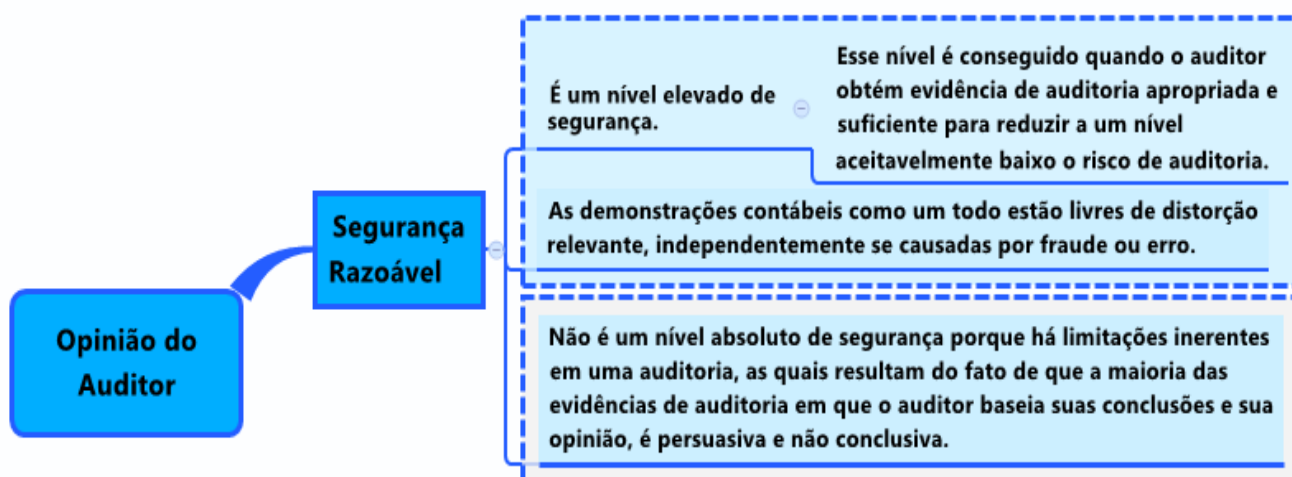 Opinião do
Auditor
Segurança
Razoável
É um nível elevado de
segurança.
Esse nível é conseguido quando o auditor
obtém evidência de auditoria apropriada e
suficiente para reduzir a um nível
aceitavelmente baixo o risco de auditoria.
As demonstrações contábeis como um todo estão livres de distorção
relevante, independentemente se causadas por fraude ou erro.
Não é um nível absoluto de segurança porque há limitações inerentes
em uma auditoria, as quais resultam do fato de que a maioria das
evidências de auditoria em que o auditor baseia suas conclusões e sua
opinião, é persuasiva e não conclusiva.